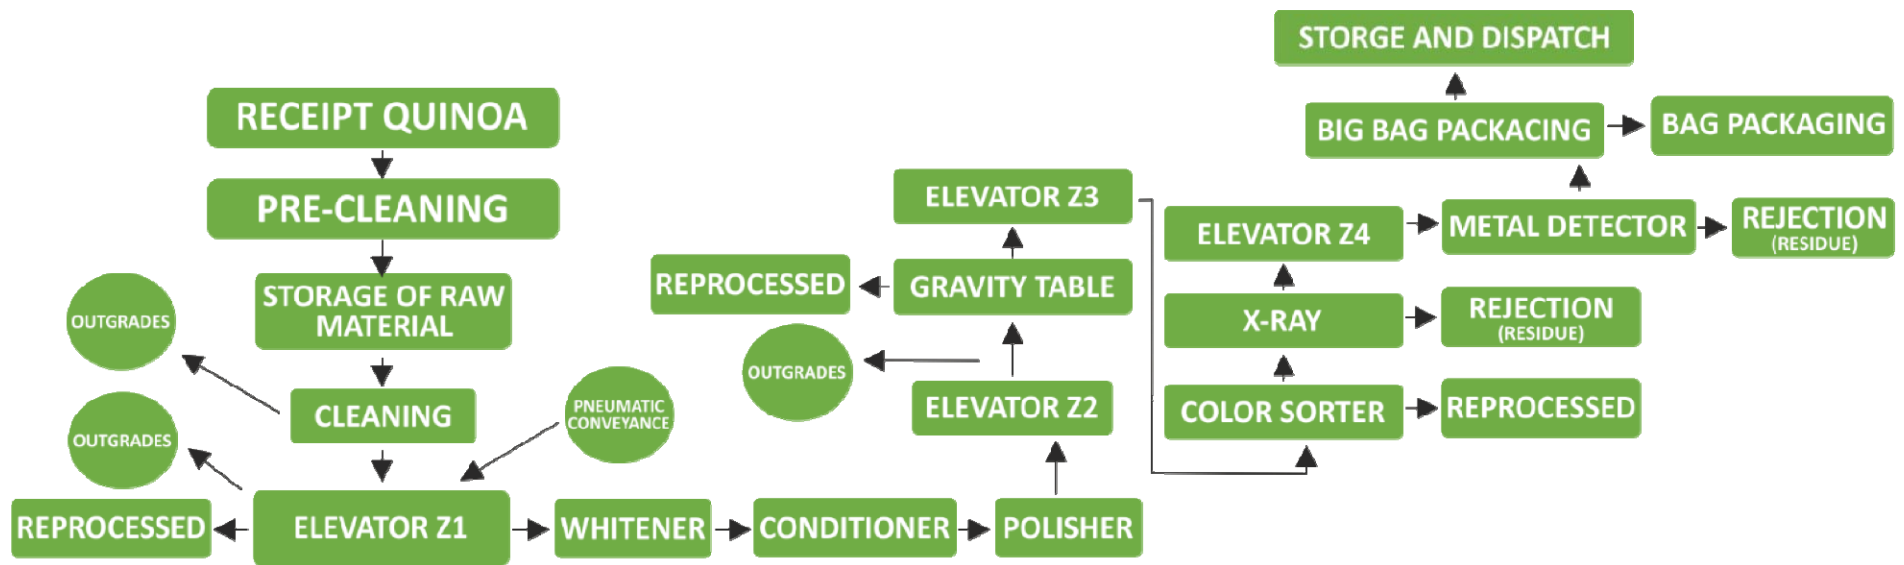 RECEIPT QUINOA
PRE-CLEANING
STORAGE OF RAW
MATERIAL
OUTGRADES
CLEANING
OUTGRADES
PNEUMATIC
CONVEYANCE
REPROCESSED
ELEVATOR Z1
WHITENER
CONDITIONER
POLISHER
ELEVATOR Z2
OUTGRADES
REPROCESSED
GRAVITY TABLE
ELEVATOR Z3
COLOR SORTER
REPROCESSED
X-RAY
REJECTION
(RESIDUE)
ELEVATOR Z4
METAL DETECTOR
REJECTION
(RESIDUE)
BIG BAG PACKACING
BAG PACKAGING
STORGE AND DISPATCH